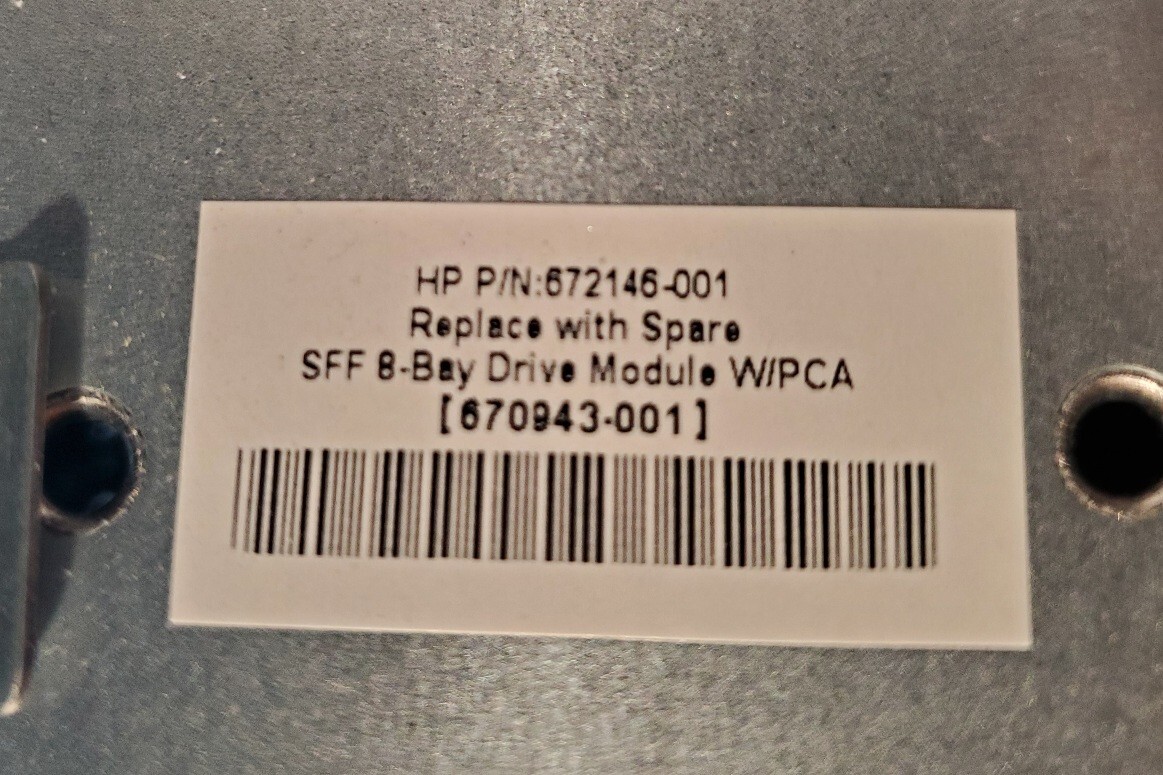 HP P/N:672146-001
Replace with Spare
SFF 8-Bay Drive Module W/PCA
[670943-001]